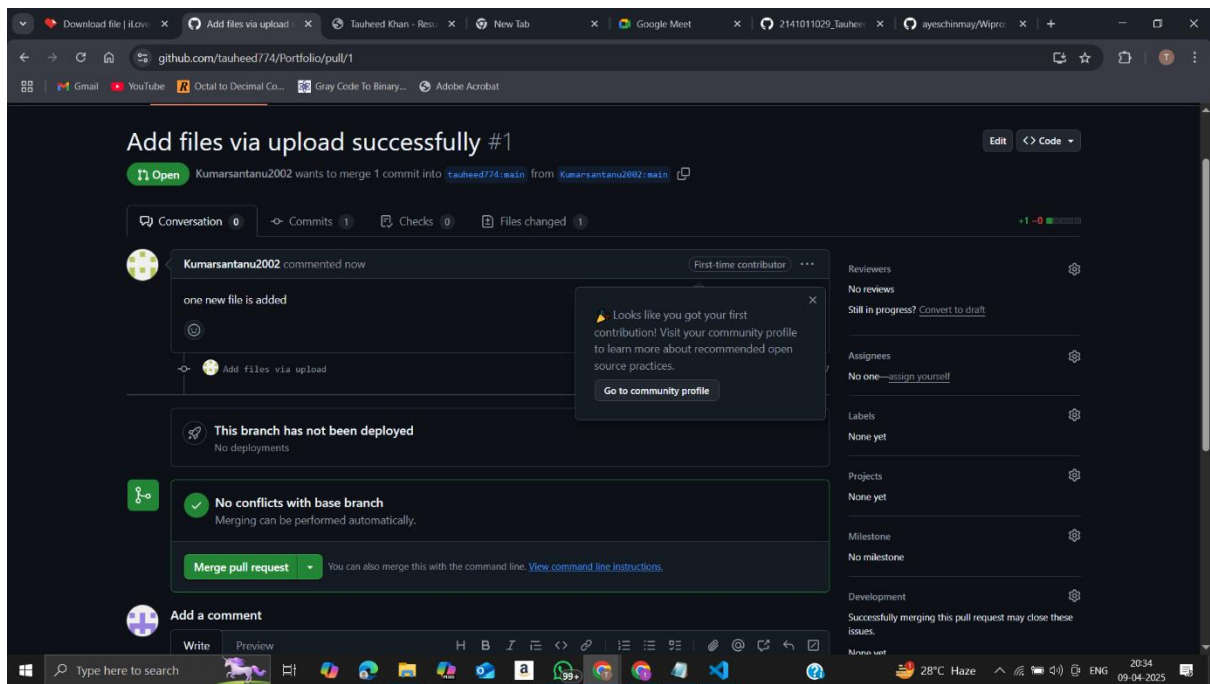 Download file | iLove
Add files via upload s
Tauheed Khan - Resu
New Tab
Google Meet
2141011029_Tauhee
ayeschinmay/Wipro:
github.com/tauheed774/Portfolio/pull/1
T
Gmail
YouTube
Octal to Decimal Co...
Gray Code To Binary...
Adobe Acrobat
Add files via upload successfully #1
Edit
<> Code
Open
Kumarsantanu2002 wants to merge 1 commit into tauheed774:main from Kumarsantanu2002:main
Conversation 0
Commits 1
Checks 0
Files changed 1
+1 −0
Kumarsantanu2002 commented now
First-time contributor
one new file is added
Looks like you got your first
contribution! Visit your community profile
to learn more about recommended open
source practices.
Go to community profile
Add files via upload
This branch has not been deployed
No deployments
No conflicts with base branch
Merging can be performed automatically.
Merge pull request
You can also merge this with the command line. View command line instructions.
Add a comment
Write
Preview
H B I
Reviewers
No reviews
Still in progress? Convert to draft
Assignees
No one—assign yourself
Labels
None yet
Projects
None yet
Milestone
No milestone
Development
Successfully merging this pull request may close these
issues.
None yet
Type here to search
99+
28°C Haze
ENG
20:34
09-04-2025